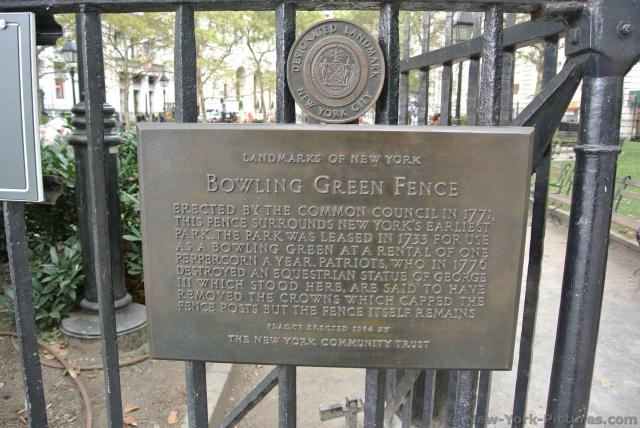 DESIGNATED LANDMARK
NEW YORK CITY
LANDMARKS OF NEW YORK
BOWLING GREEN FENCE
ERECTED BY THE COMMON COUNCIL IN 1771,
THIS FENCE SURROUNDS NEW YORK'S EARLIEST
PARK. THE PARK WAS LEASED IN 1733 FOR USE
AS A BOWLING GREEN AT A RENTAL OF ONE
PEPPERCORN A YEAR. PATRIOTS, WHO IN 1776
DESTROYED AN EQUESTRIAN STATUE OF GEORGE
III WHICH STOOD HERE, ARE SAID TO HAVE
REMOVED THE CROWNS WHICH CAPPED THE
FENCE POSTS BUT THE FENCE ITSELF REMAINS
PLAQUE ERECTED 1964 BY
THE NEW YORK COMMUNITY TRUST
© New-York-Pictures.com